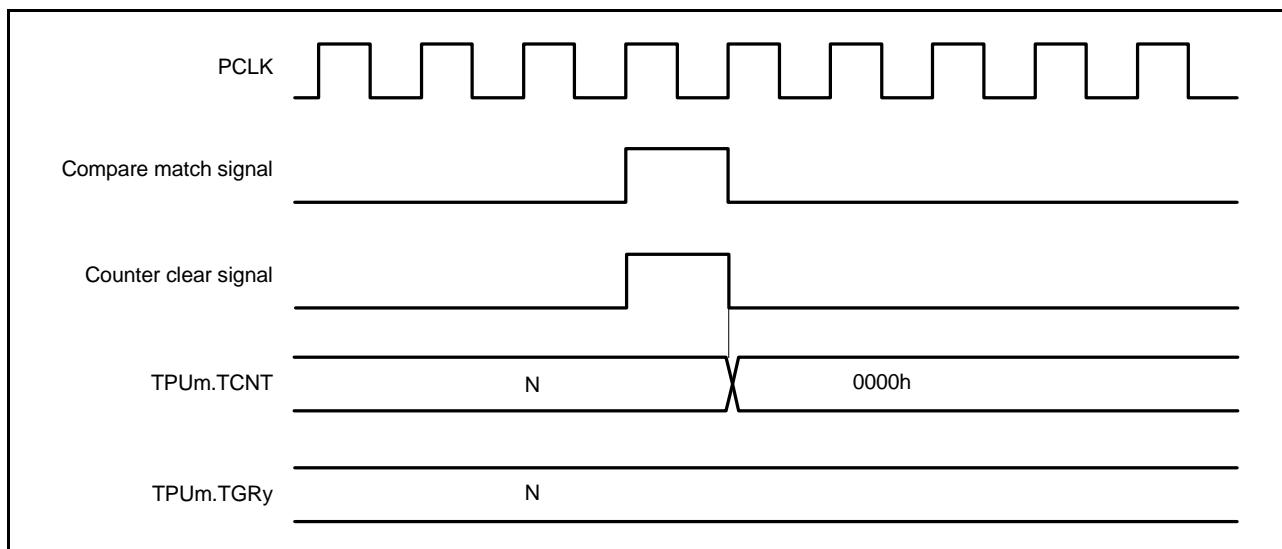 PCLK
Compare match signal
Counter clear signal
TPUm.TCNT N 0000h
TPUm.TGRy N